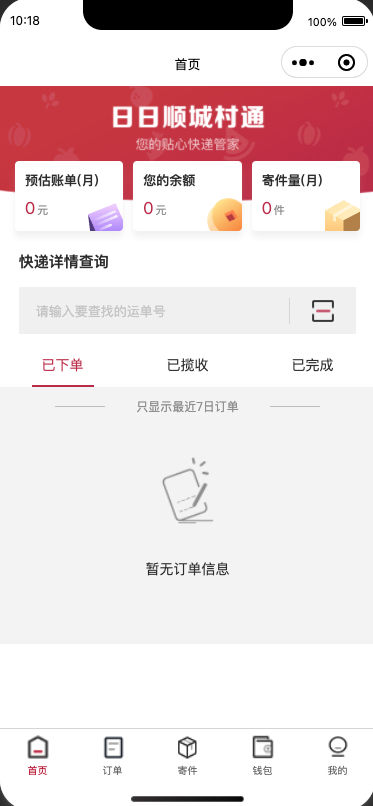 10:18
100%
首页
日日顺城村通
您的贴心快递管家
预估账单(月)
您的余额
寄件量(月)
0元
0元
0件
快递详情查询
请输入要查找的运单号
已下单
已揽收
已完成
只显示最近7日订单
暂无订单信息
首页
订单
寄件
钱包
我的